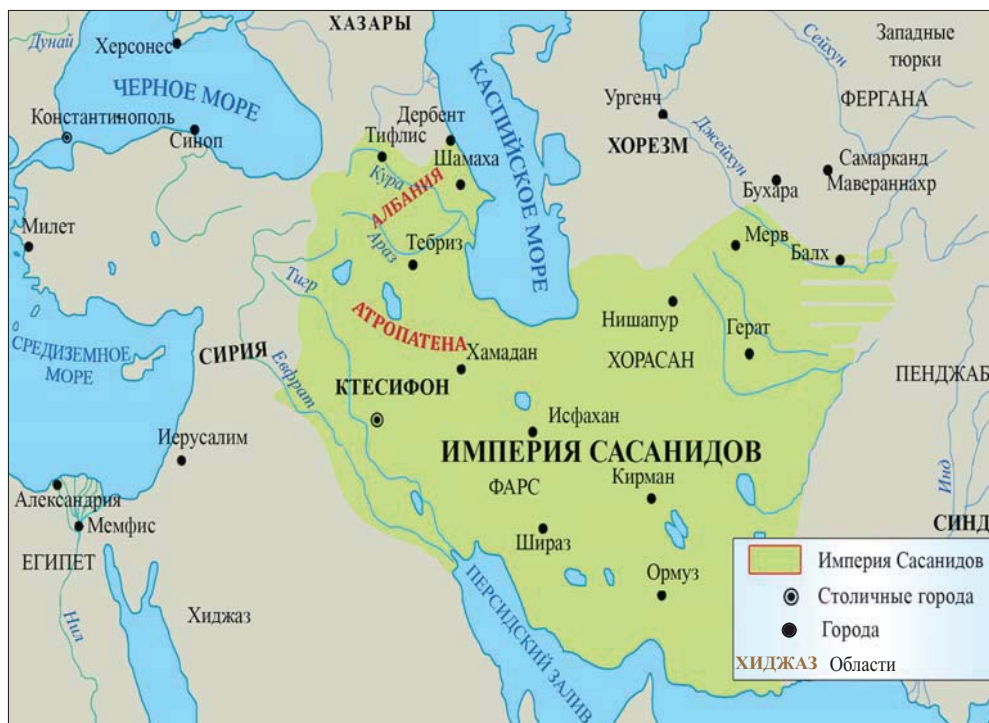 ХАЗАРЫ
Дунай
Херсонес
ЧЕРНОЕ МОРЕ
Константинополь
Синоп
Милет
СРЕДИЗЕМНОЕ
МОРЕ
СИРИЯ
Иерусалим
Александрия
Мемфис
ЕГИПЕТ
Нил
Хиджаз
Дербент
Тифлис
Шамаха
Кура
АЛБАНИЯ
Араз
Тебриз
Тигр
АТРОПАТЕНА
Хамадан
Евфрат
КТЕСИФОН
КАСПИЙСКОЕ МОРЕ
Ургенч
ХОРЕЗМ
Джейхун
Сейхун
Западные
тюрки
ФЕРГАНА
Самарканд
Мавераннахр
Бухара
Мерв
Балх
Нишапур
Герат
ХОРАСАН
ПЕНДЖАБ
Исфахан
ИМПЕРИЯ САСАНИДОВ
ФАРС
Кирман
Шираз
Ормуз
ПЕРСИДСКИЙ ЗАЛИВ
Инд
СИНД
Империя Сасанидов
Столичные города
Города
ХИДЖАЗ Области